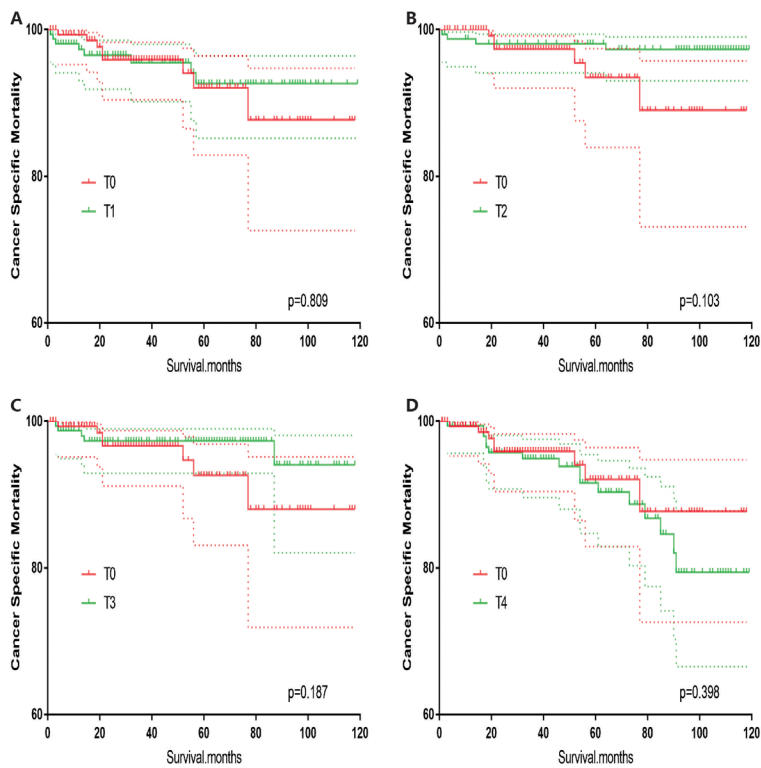 A
100
80
60
Cancer Specific Mortality
T0
T1
p=0.809
0 20 40 60 80 100 120
Survival.months
B
100
80
60
Cancer Specific Mortality
T0
T2
p=0.103
0 20 40 60 80 100 120
Survival.months
C
100
80
60
Cancer Specific Mortality
T0
T3
p=0.187
0 20 40 60 80 100 120
Survival.months
D
100
80
60
Cancer Specific Mortality
T0
T4
p=0.398
0 20 40 60 80 100 120
Survival.months